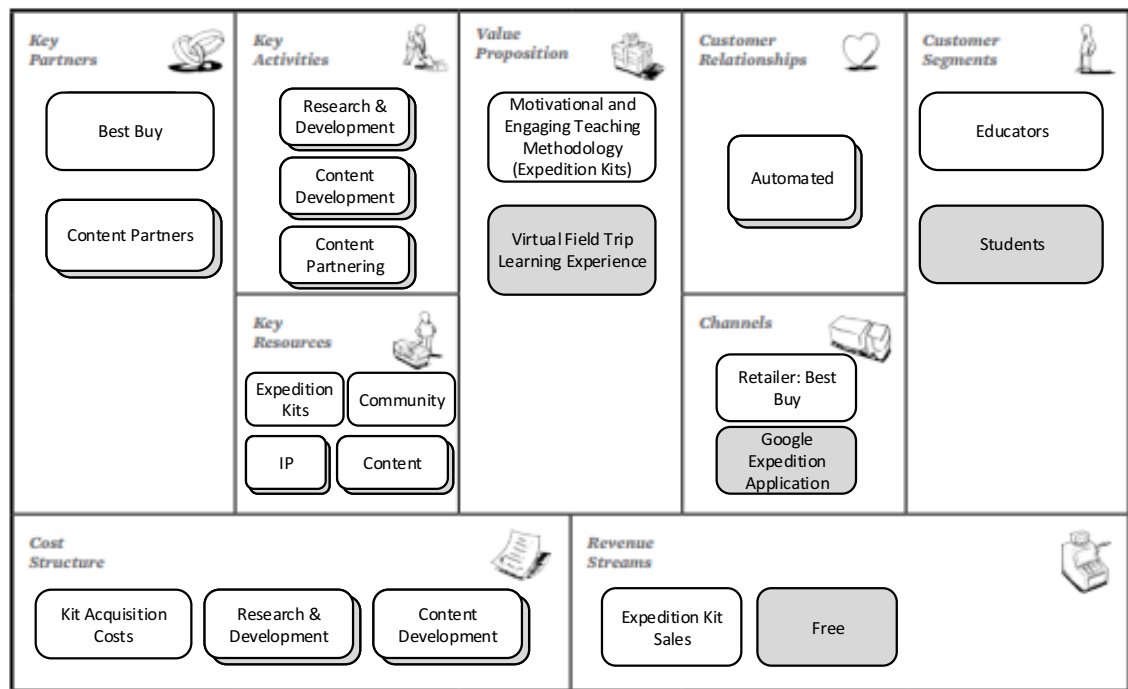 Key
Partners
Best Buy
Content Partners
Key
Activities
Research &
Development
Content
Development
Content
Partnering
Key
Resources
Expedition
Kits
Community
IP
Content
Value
Proposition
Motivational and
Engaging Teaching
Methodology
(Expedition Kits)
Virtual Field Trip
Learning Experience
Customer
Relationships
Automated
Channels
Retailer: Best
Buy
Google
Expedition
Application
Customer
Segments
Educators
Students
Cost
Structure
Kit Acquisition
Costs
Research &
Development
Content
Development
Revenue
Streams
Expedition Kit
Sales
Free